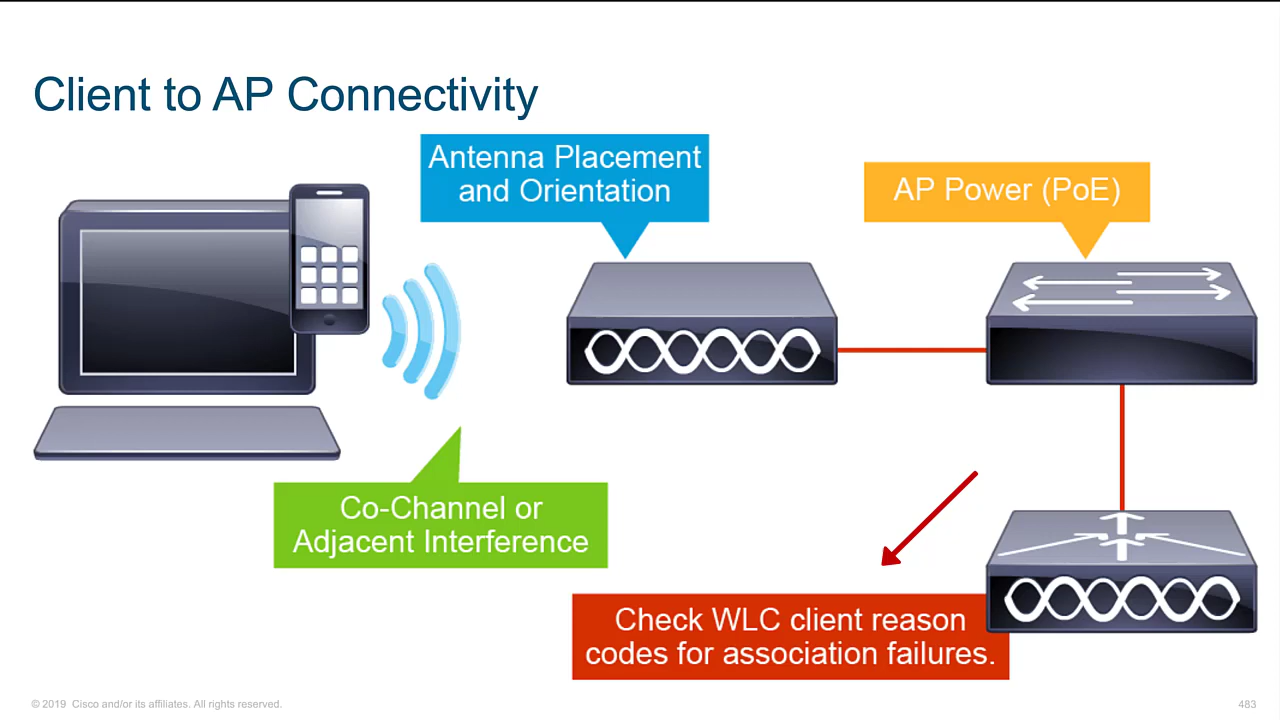 Client to AP Connectivity
Antenna Placement
and Orientation
AP Power (PoE)
Co-Channel or
Adjacent Interference
Check WLC client reason
codes for association failures.
© 2019 Cisco and/or its affiliates. All rights reserved.
483